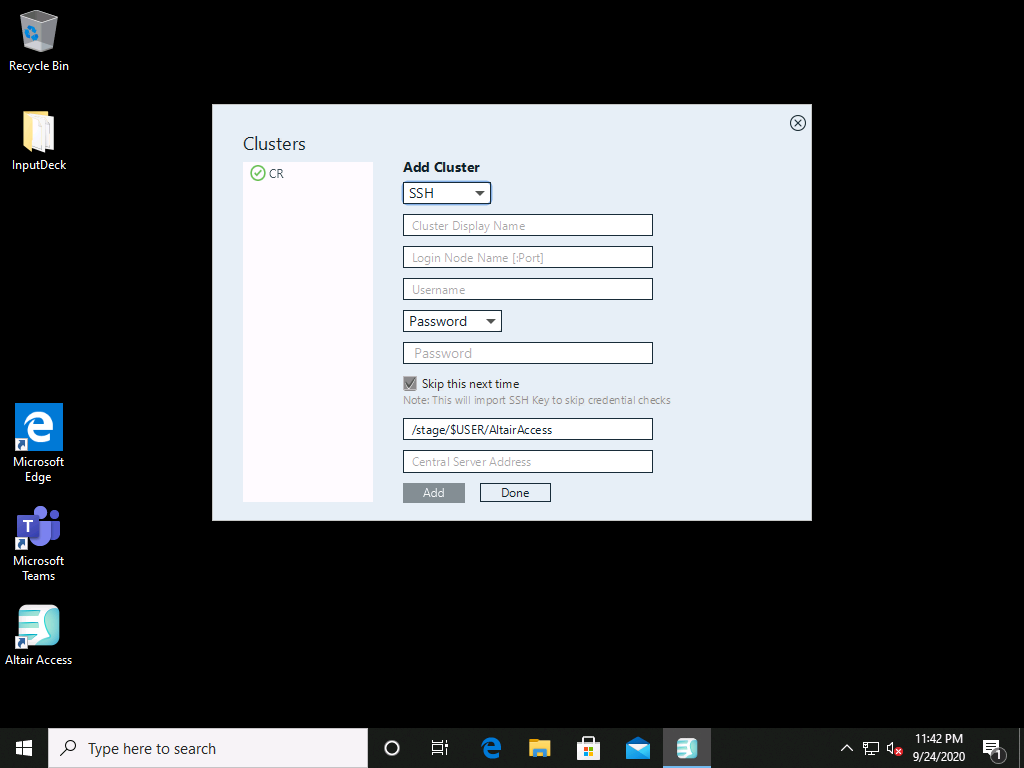 Recycle Bin
InputDeck
Microsoft
Edge
Microsoft
Teams
Altair Access
Clusters
CR
Add Cluster
SSH
Cluster Display Name
Login Node Name [:Port]
Username
Password
Password
Skip this next time
Note: This will import SSH Key to skip credential checks
/stage/$USER/AltairAccess
Central Server Address
Add Done
Type here to search
11:42 PM
9/24/2020
1